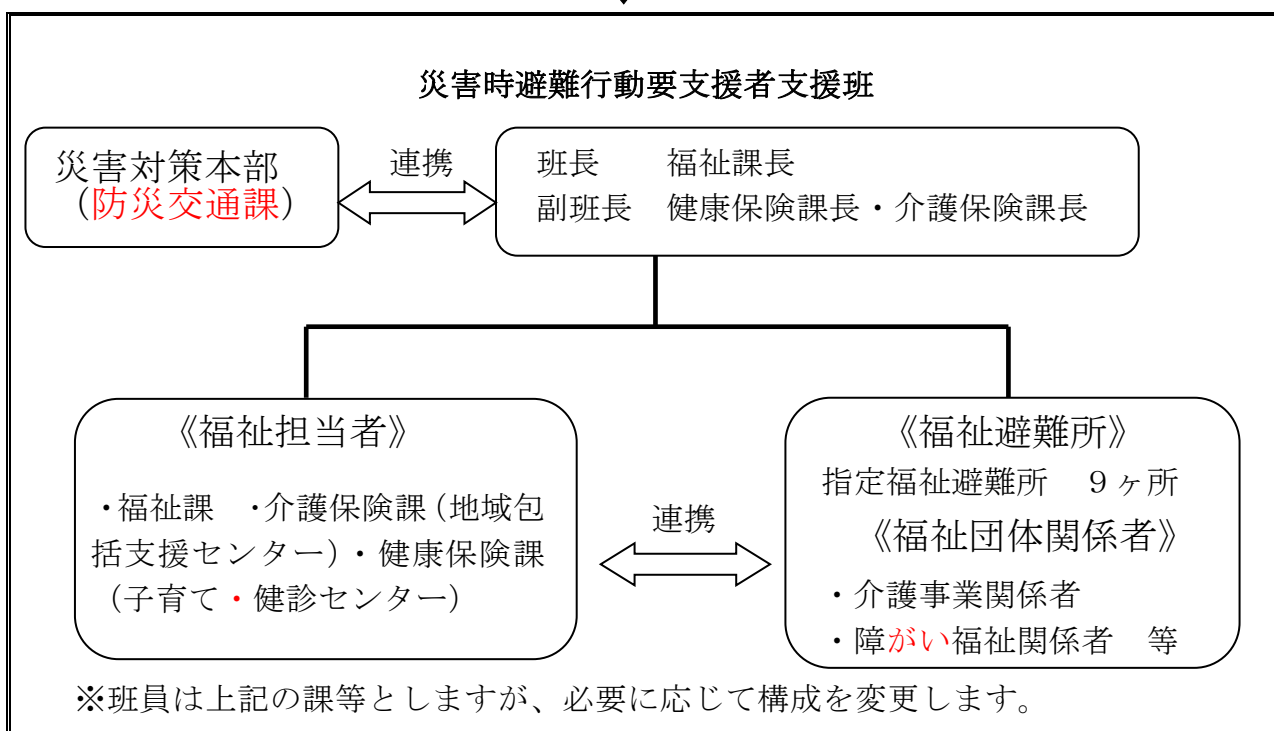 災害時避難行動要支援者支援班
災害対策本部
（防災交通課）
連携
班長　　福祉課長
副班長　健康保険課長・介護保険課長
《福祉担当者》
・福祉課　・介護保険課（地域包
括支援センター）・健康保険課
（子育て・健診センター）
連携
《福祉避難所》
指定福祉避難所　９ヶ所
《福祉団体関係者》
・介護事業関係者
・障がい福祉関係者　等
※班員は上記の課等としますが、必要に応じて構成を変更します。